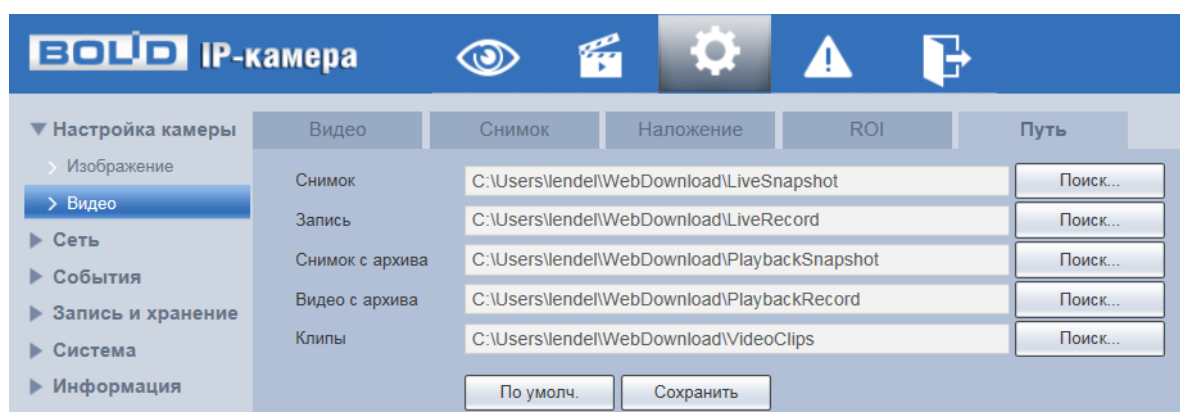 BOLID IP-камера
Настройка камеры
Изображение
Видео
Сеть
События
Запись и хранение
Система
Информация
Видео Снимок Наложение ROI Путь
Снимок C:\Users\lendel\WebDownload\LiveSnapshot Поиск...
Запись C:\Users\lendel\WebDownload\LiveRecord Поиск...
Снимок с архива C:\Users\lendel\WebDownload\PlaybackSnapshot Поиск...
Видео с архива C:\Users\lendel\WebDownload\PlaybackRecord Поиск...
Клипы C:\Users\lendel\WebDownload\VideoClips Поиск...
По умолч. Сохранить